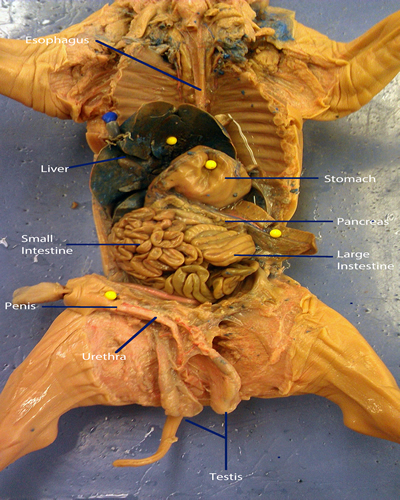 Esophagus
Liver
Stomach
Pancreas
Small
Intestine
Large
Instestine
Penis
Urethra
Testis